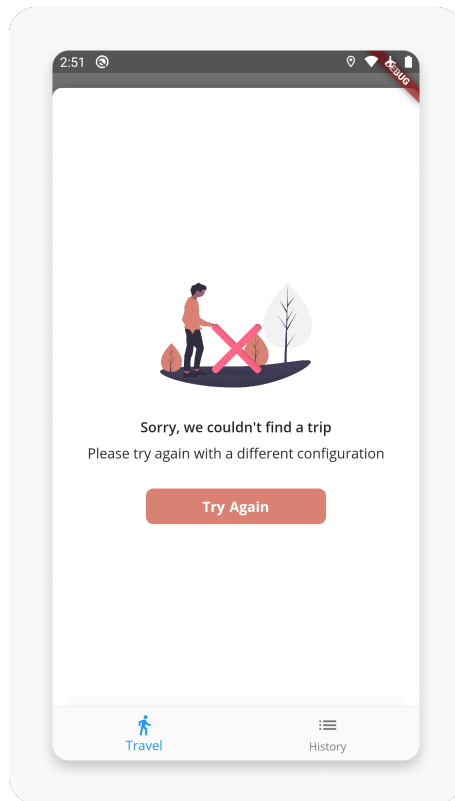 2:51
DEBUG
Sorry, we couldn't find a trip
Please try again with a different configuration
Try Again
Travel
History